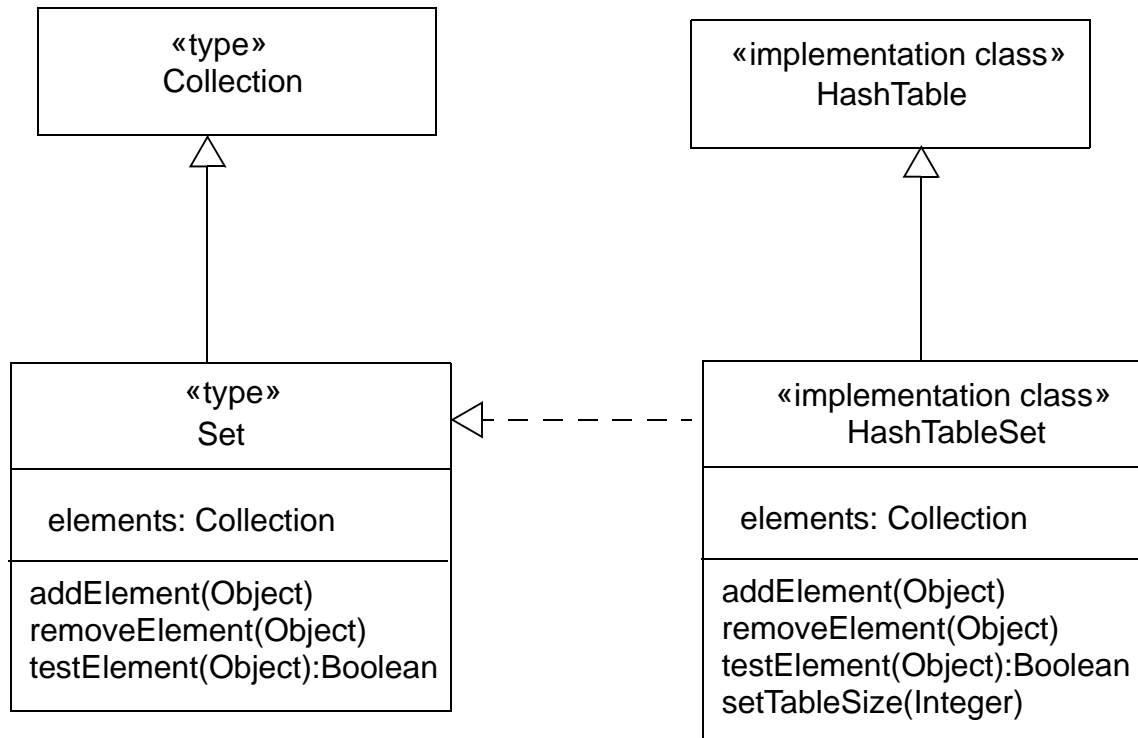 «type»
Collection
«implementation class»
HashTable
«type»
Set
elements: Collection
addElement(Object)
removeElement(Object)
testElement(Object):Boolean
«implementation class»
HashTableSet
elements: Collection
addElement(Object)
removeElement(Object)
testElement(Object):Boolean
setTableSize(Integer)